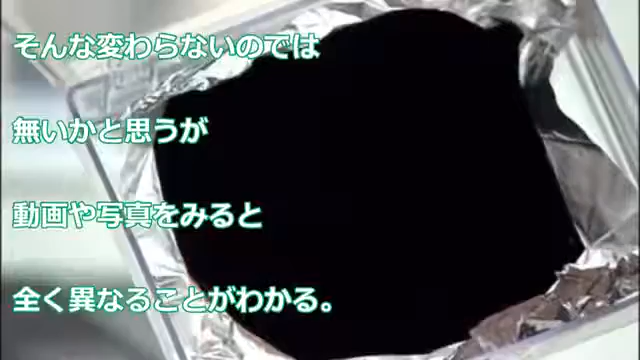 そんな変わらないのでは
無いかと思うが
動画や写真をみると
全く異なることがわかる。